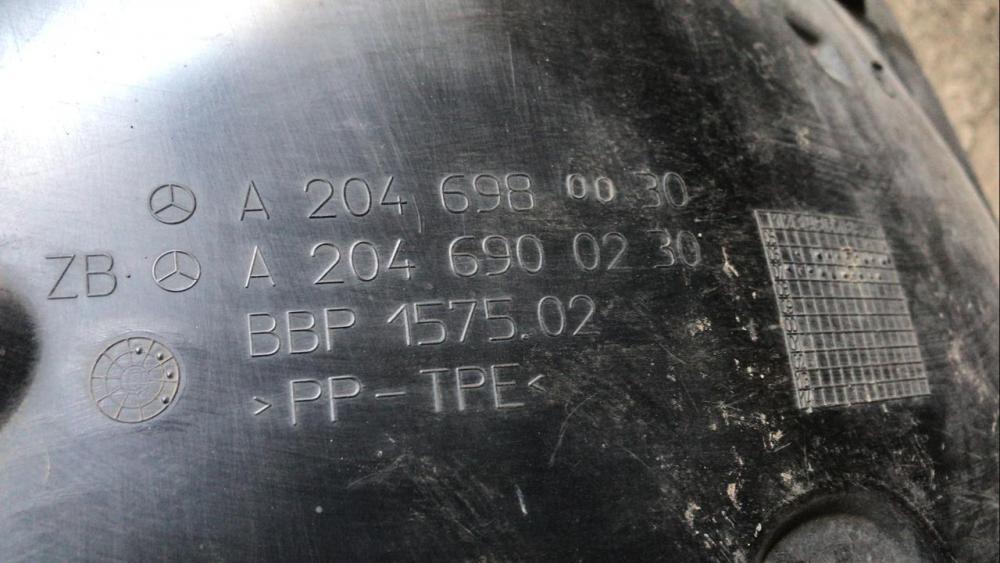 A 204 698 00 30
ZB A 204 690 02 30
BBP 1575.02
>PP-TPE<